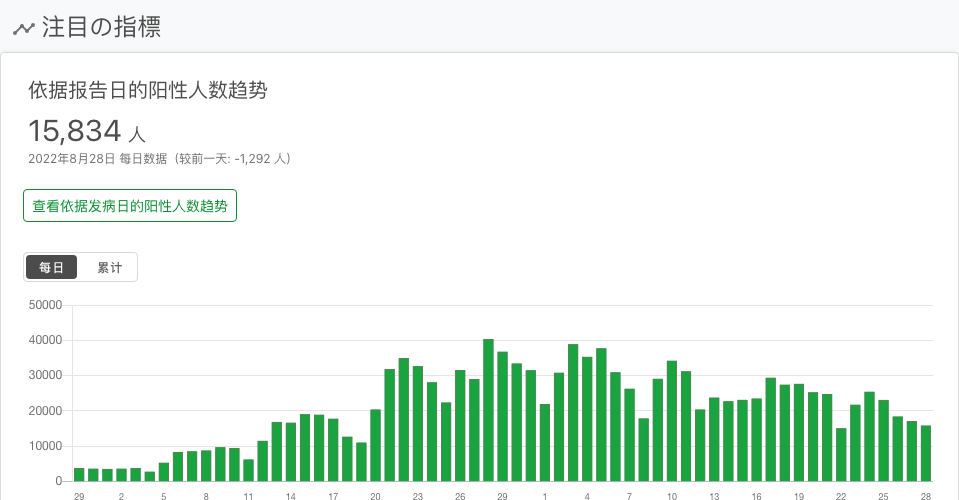 注目の指標
依据报告日的阳性人数趋势
15,834 人
2022年8月28日 每日数据（较前一天: -1,292 人）
查看依据发病日的阳性人数趋势
每日 累计
50000
40000
30000
20000
10000
0
29 2 5 8 11 14 17 20 23 26 29 1 4 7 10 13 16 19 22 25 28